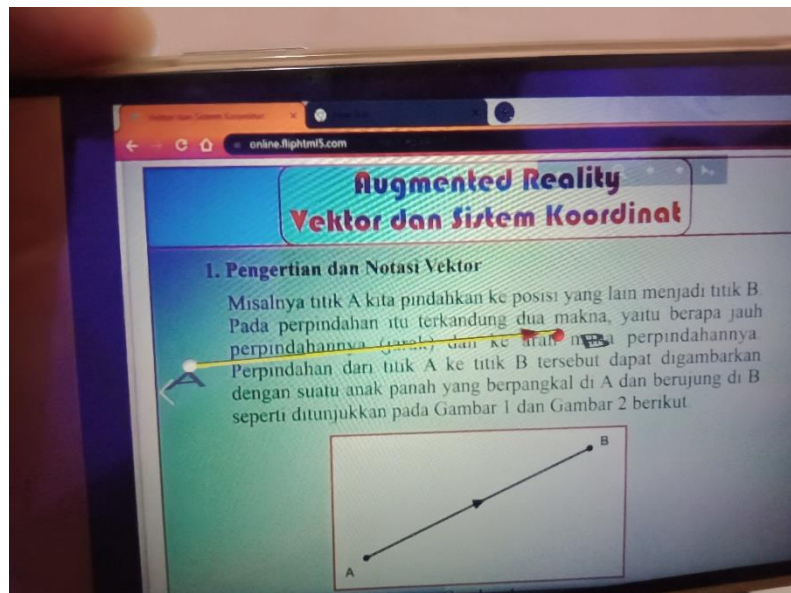 online.fliphtml5.com
Augmented Reality
Vektor dan Sistem Koordinat
1. Pengertian dan Notasi Vektor
Misalnya titik A kita pindahkan ke posisi yang lain menjadi titik B.
Pada perpindahan itu terkandung dua makna, yaitu berapa jauh
perpindahannya (jarak) dan ke arah perpindahannya.
A
B
Perpindahan dari titik A ke titik B tersebut dapat digambarkan
dengan suatu anak panah yang berpangkal di A dan berujung di B
seperti ditunjukkan pada Gambar 1 dan Gambar 2 berikut.
B
A